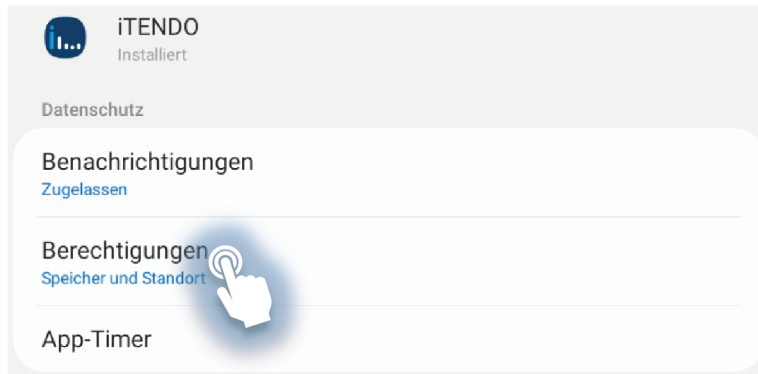 iTENDO
Installiert
Datenschutz
Benachrichtigungen
Zugelassen
Berechtigungen
Speicher und Standort
App-Timer